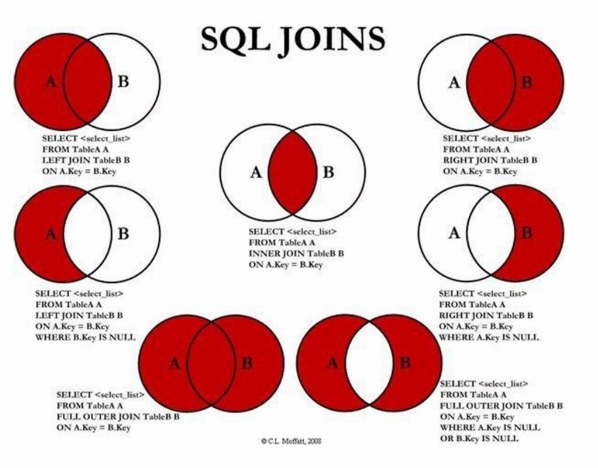 SQL JOINS
A B
SELECT <select_list>
FROM TableA A
LEFT JOIN TableB B
ON A.Key = B.Key
A B
SELECT <select_list>
FROM TableA A
RIGHT JOIN TableB B
ON A.Key = B.Key
A B
SELECT <select_list>
FROM TableA A
INNER JOIN TableB B
ON A.Key = B.Key
A B
SELECT <select_list>
FROM TableA A
LEFT JOIN TableB B
ON A.Key = B.Key
WHERE B.Key IS NULL
A B
SELECT <select_list>
FROM TableA A
RIGHT JOIN TableB B
ON A.Key = B.Key
WHERE A.Key IS NULL
A B
SELECT <select_list>
FROM TableA A
FULL OUTER JOIN TableB B
ON A.Key = B.Key
A B
SELECT <select_list>
FROM TableA A
FULL OUTER JOIN TableB B
ON A.Key = B.Key
WHERE A.Key IS NULL
OR B.Key IS NULL
© C.L. Moffatt, 2008